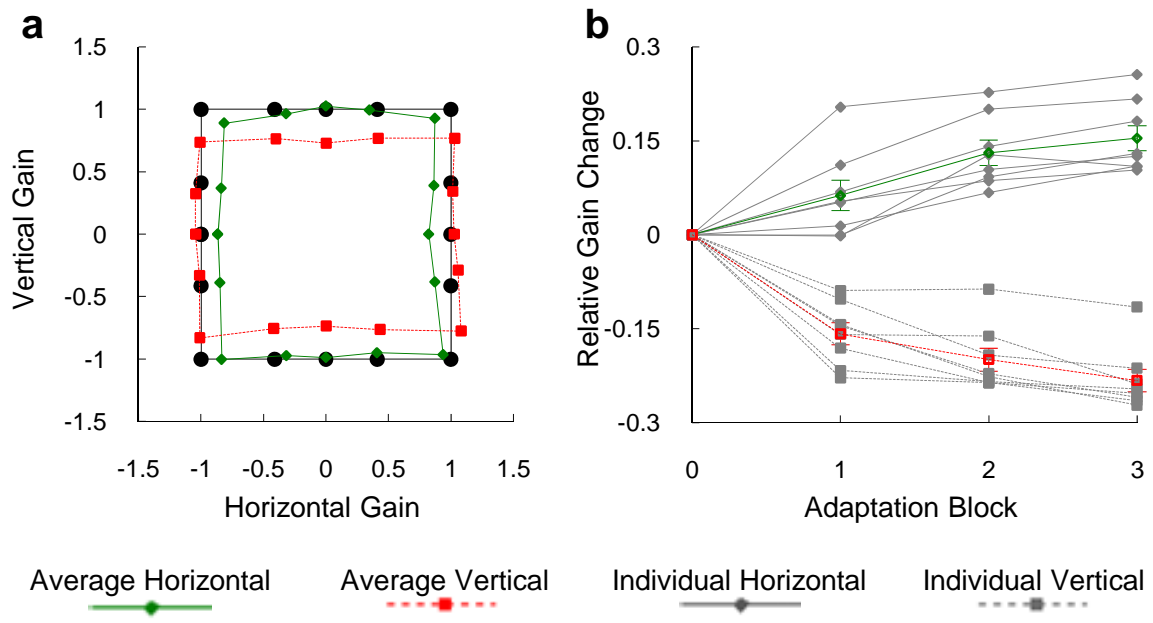 a
1.5
1
0.5
0
-0.5
-1
-1.5
Vertical Gain
-1.5 -1 -0.5 0 0.5 1 1.5
Horizontal Gain
b
0.3
0.15
0
-0.15
-0.3
Relative Gain Change
0 1 2 3
Adaptation Block
Average Horizontal Average Vertical Individual Horizontal Individual Vertical